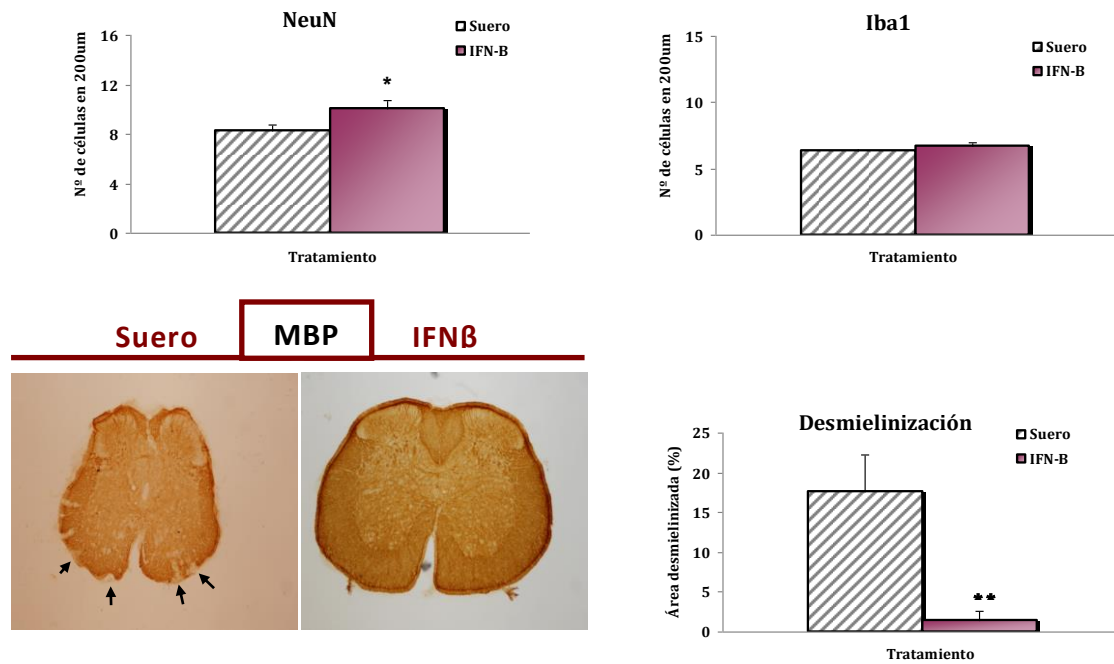 NeuN
Suero
IFN-B
*
Nº de células en 200um
16
12
8
4
0
Tratamiento
Iba1
Suero
IFN-B
Nº de células en 200um
15
10
5
0
Tratamiento
Suero MBP IFNβ
Desmielinización
Suero
IFN-B
Área desmielinizada (%)
25
20
15
10
5
0
**
Tratamiento